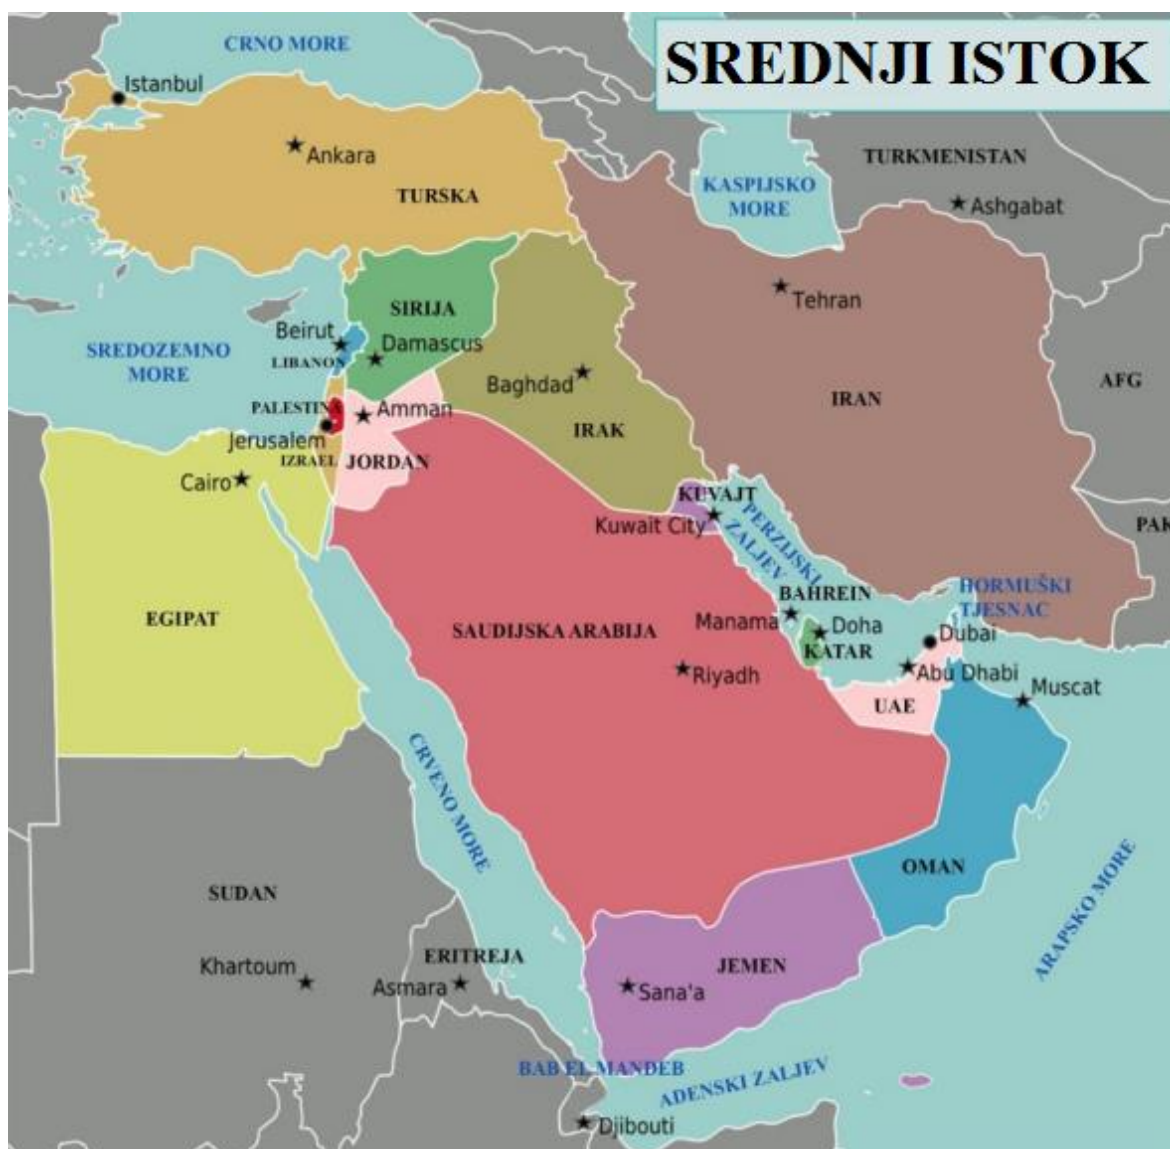 CRNO MORE
SREDNJI ISTOK
Istanbul
Ankara
TURSKA
TURKMENISTAN
KASPIJSKO
MORE
Ashgabat
SIRIJA
Tehran
Beirut
Damascus
SREDOZEMNO
MORE
LIBANON
Baghdad
AFG
IRAN
PALESTINA
Amman
IRAK
Jerusalem
IZRAEL
JORDAN
Cairo
KUVAJT
Kuwait City
PERZIJSKI
ZALJEV
PAK
EGIPAT
SAUDIJSKA ARABIJA
BAHREIN
HORMUŠKI
TJESNAC
Manama
Doha
Dubai
KATAR
Riyadh
Abu Dhabi
Muscat
UAE
CRVENO MORE
OMAN
SUDAN
ARAPSKO MORE
ERITREJA
JEMEN
Khartoum
Asmara
Sana'a
BAB EL MANDEB
ADENSKI ZALJEV
Djibouti